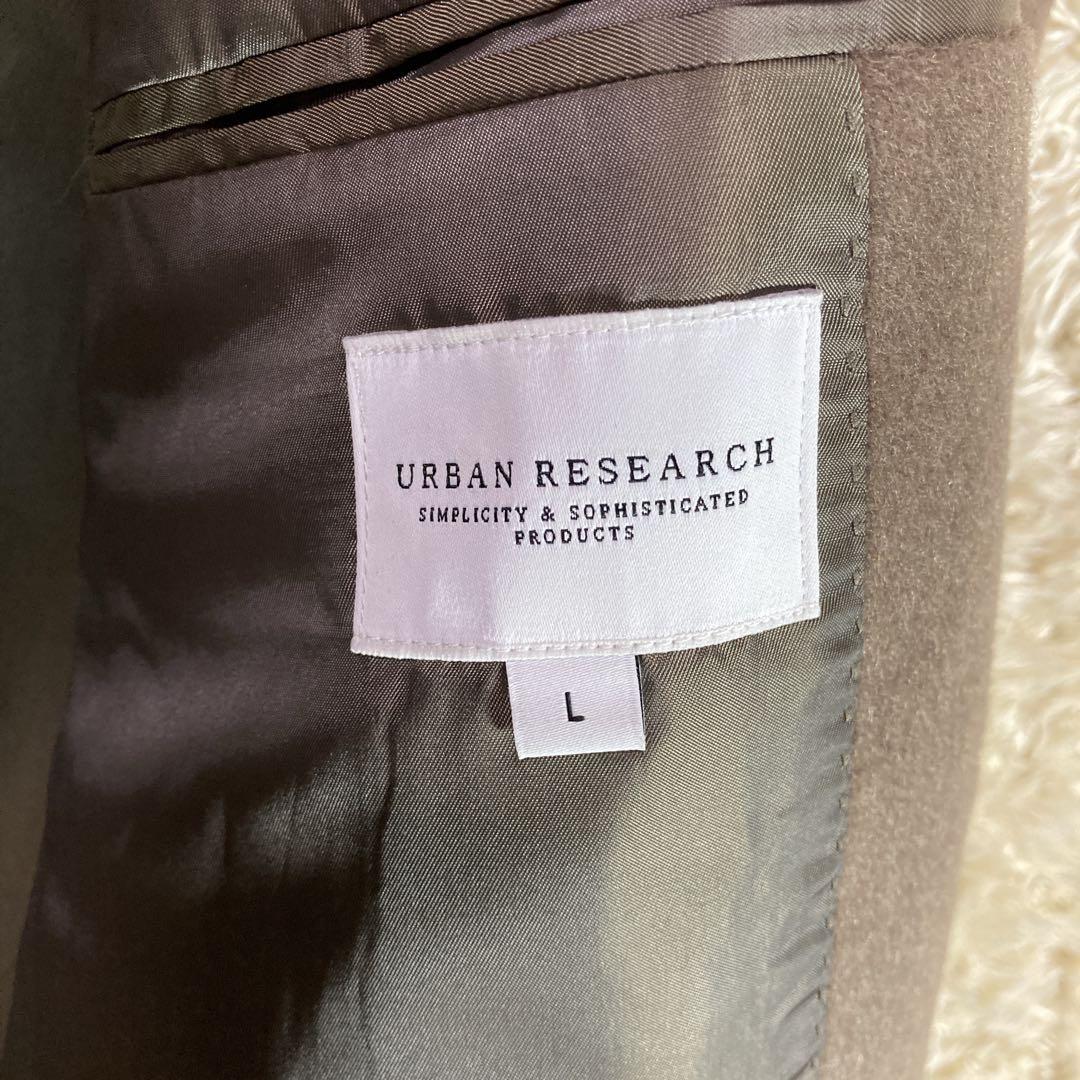 URBAN RESEARCH
SIMPLICITY & SOPHISTICATED
PRODUCTS
L